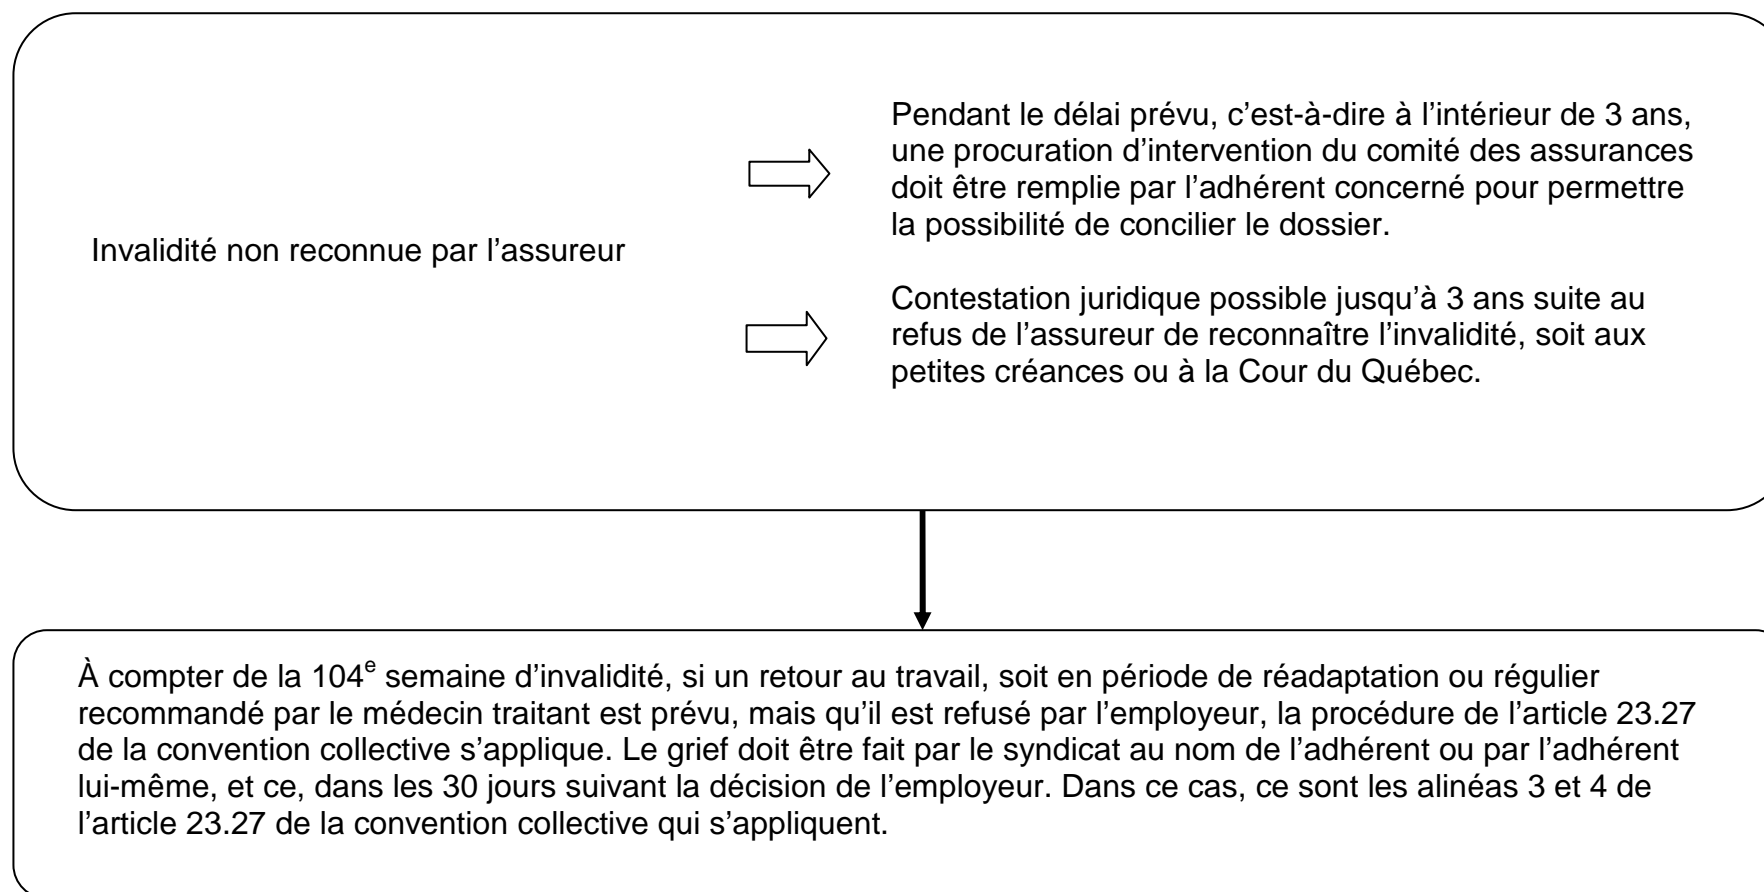 Pendant le délai prévu, c’est-à-dire à l’intérieur de 3 ans,
une procuration d’intervention du comité des assurances
doit être remplie par l’adhérent concerné pour permettre
la possibilité de concilier le dossier.
Invalidité non reconnue par l’assureur
Contestation juridique possible jusqu’à 3 ans suite au
refus de l’assureur de reconnaître l’invalidité, soit aux
petites créances ou à la Cour du Québec.
À compter de la 104e semaine d’invalidité, si un retour au travail, soit en période de réadaptation ou régulier
recommandé par le médecin traitant est prévu, mais qu’il est refusé par l’employeur, la procédure de l’article 23.27
de la convention collective s’applique. Le grief doit être fait par le syndicat au nom de l’adhérent ou par l’adhérent
lui-même, et ce, dans les 30 jours suivant la décision de l’employeur. Dans ce cas, ce sont les alinéas 3 et 4 de
l’article 23.27 de la convention collective qui s’appliquent.